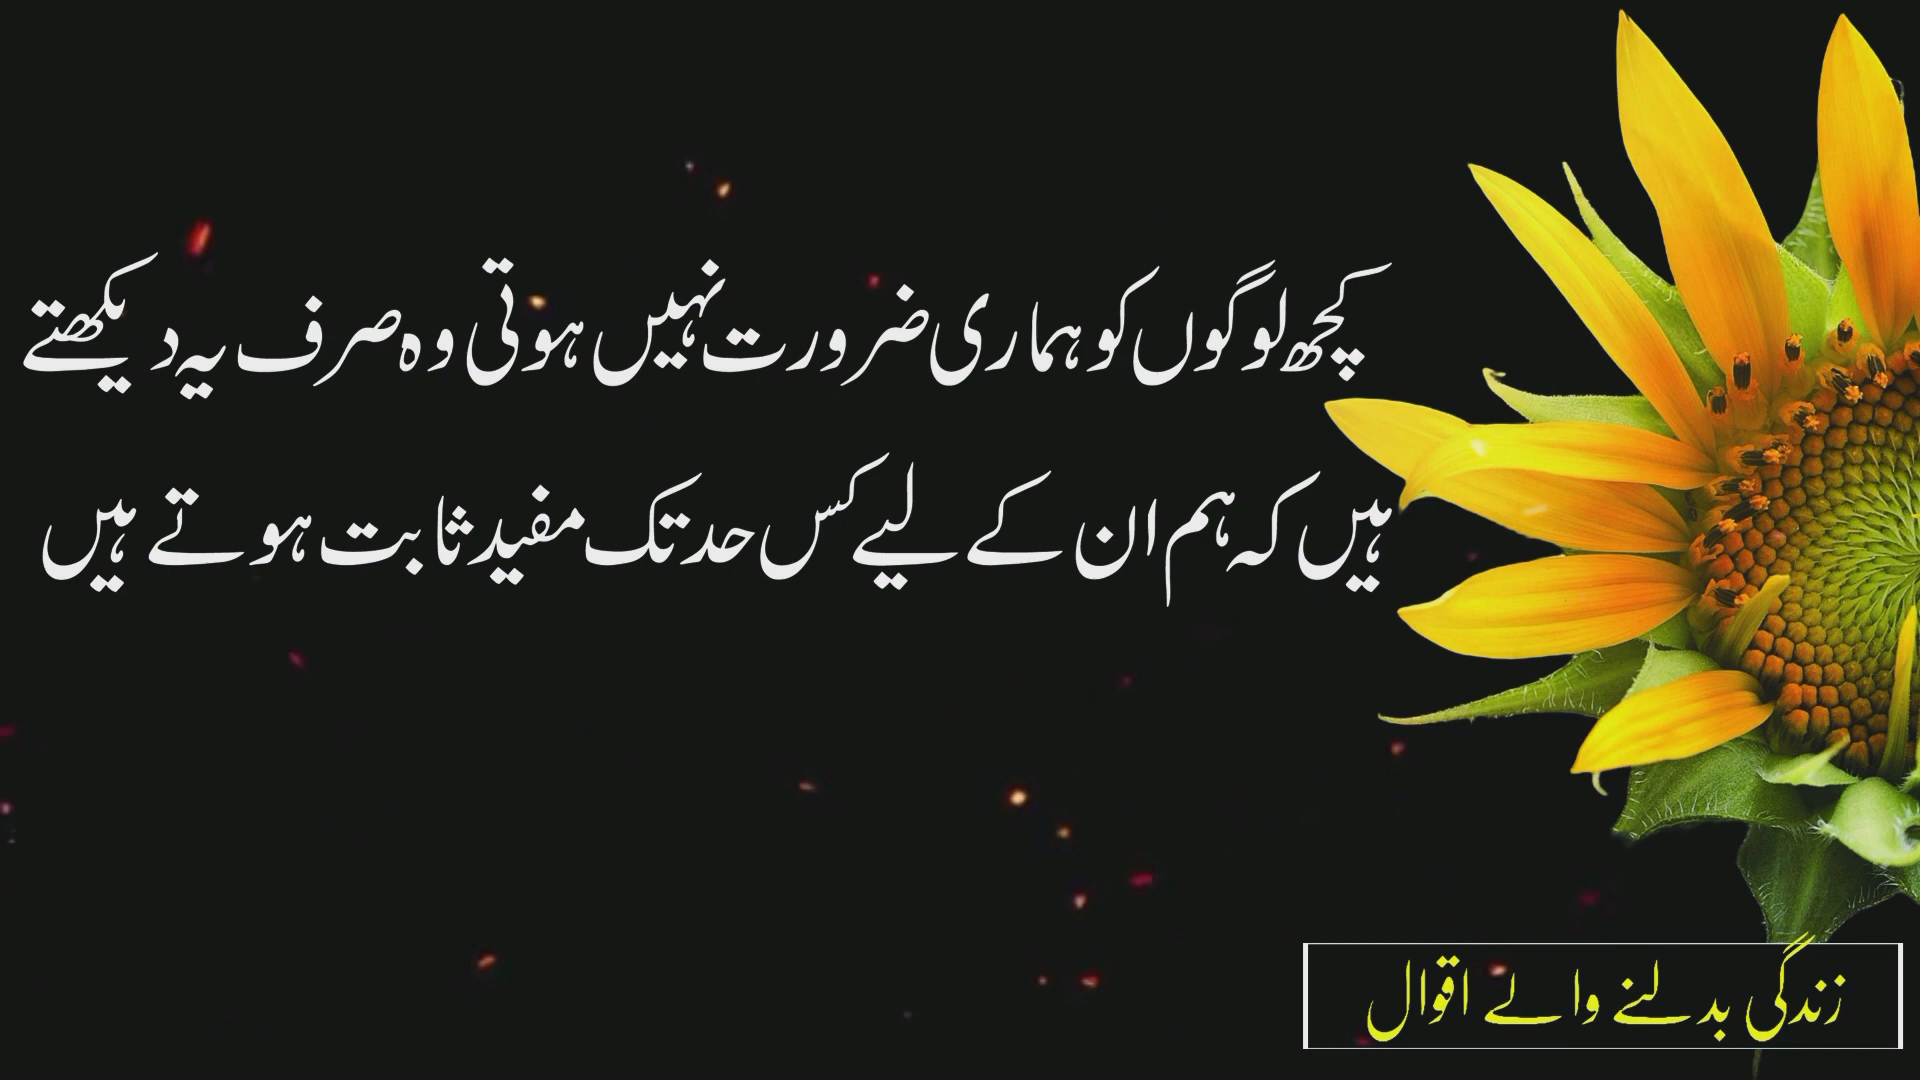 کچھ لوگوں کو ہماری ضرورت نہیں ہوتی وہ صرف یہ دیکھتے
ہیں کہ ہم ان کے لیے کس حد تک مفید ثابت ہوتے ہیں
زندگی بدلنے والے اقوال